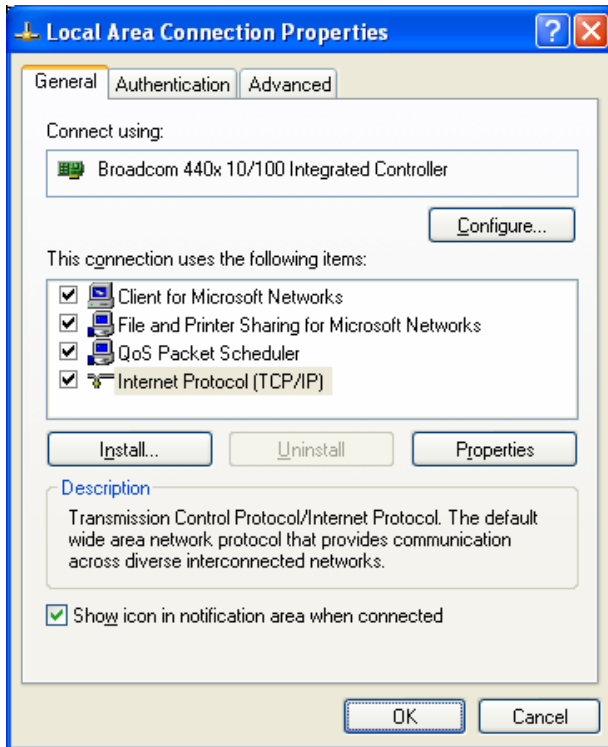 Local Area Connection Properties
General
Authentication
Advanced
Connect using:
Broadcom 440x 10/100 Integrated Controller
Configure...
This connection uses the following items:
Client for Microsoft Networks
File and Printer Sharing for Microsoft Networks
QoS Packet Scheduler
Internet Protocol (TCP/IP)
Install...
Uninstall
Properties
Description
Transmission Control Protocol/Internet Protocol. The default
wide area network protocol that provides communication
across diverse interconnected networks.
Show icon in notification area when connected
OK
Cancel